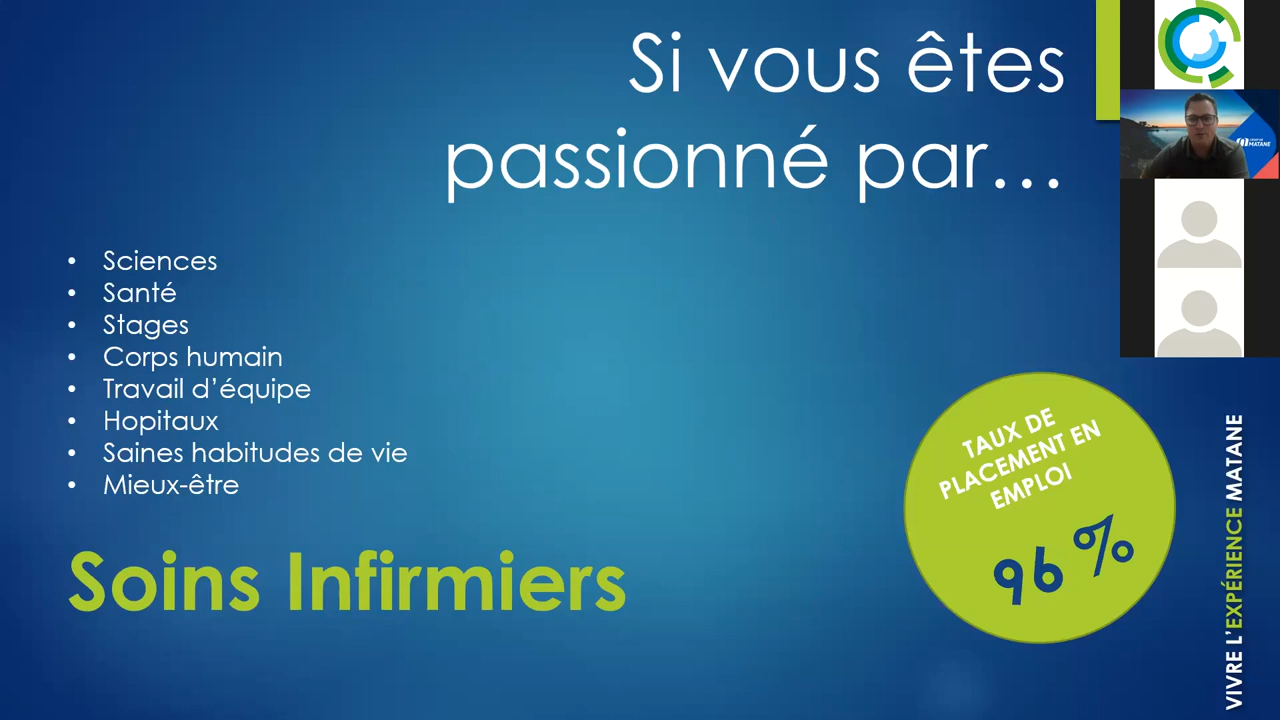 Si vous êtes
passionné par…
• Sciences
• Santé
• Stages
• Corps humain
• Travail d’équipe
• Hopitaux
• Saines habitudes de vie
• Mieux-être
Soins Infirmiers
TAUX DE
PLACEMENT EN
EMPLOI
96 %
VIVRE L’EXPÉRIENCE MATANE
MATANE